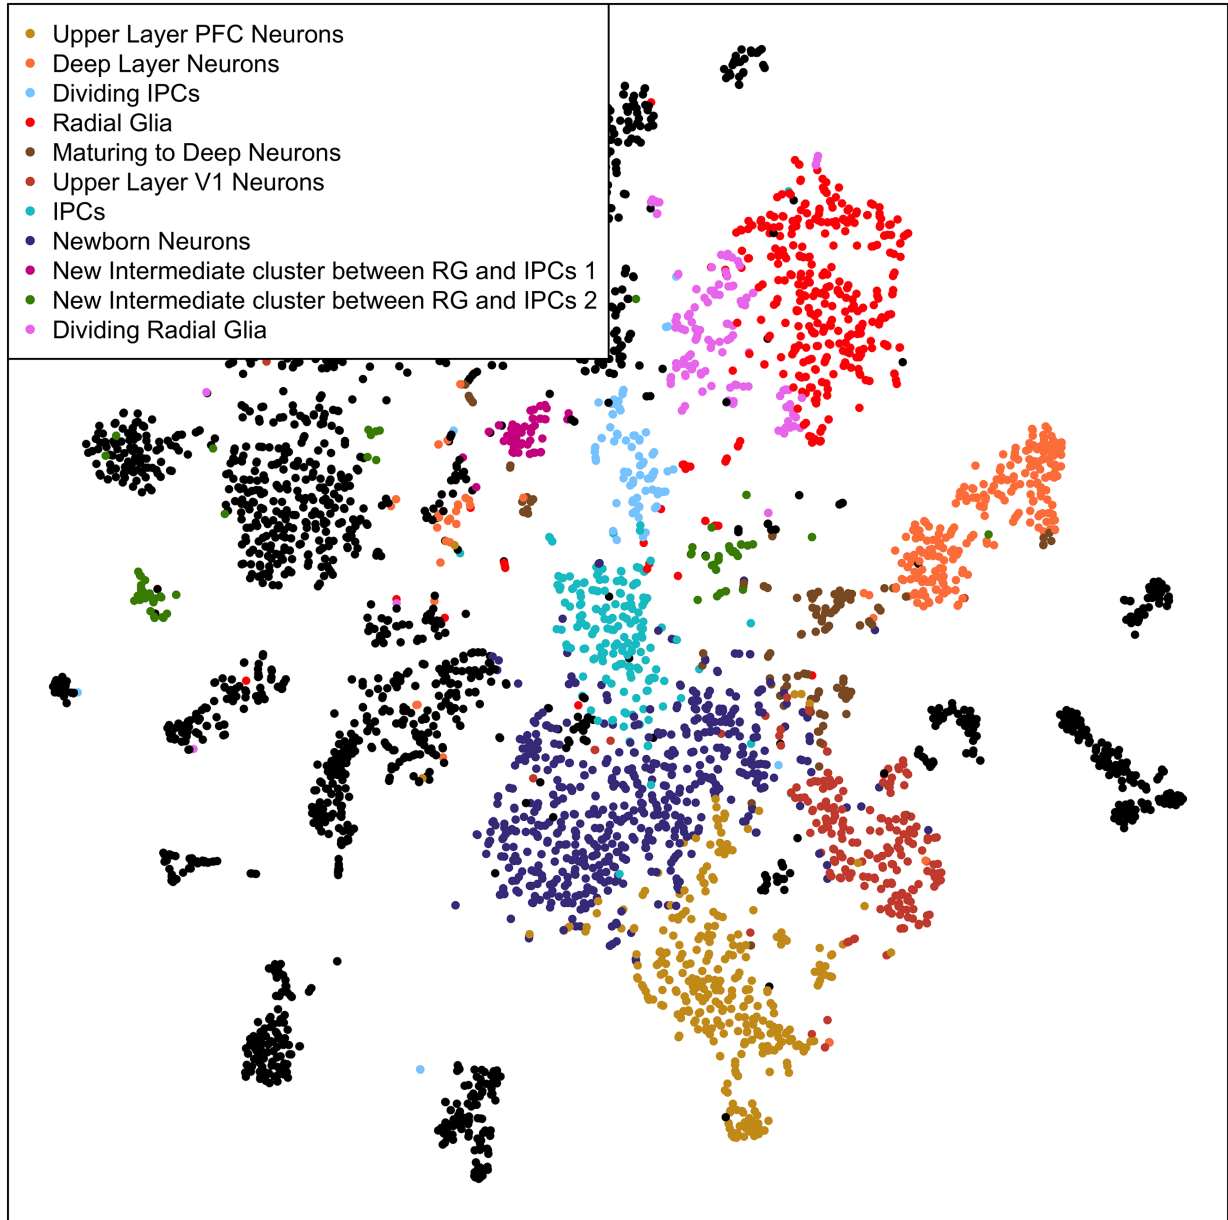 Upper Layer PFC Neurons
Deep Layer Neurons
Dividing IPCs
Radial Glia
Maturing to Deep Neurons
Upper Layer V1 Neurons
IPCs
Newborn Neurons
New Intermediate cluster between RG and IPCs 1
New Intermediate cluster between RG and IPCs 2
Dividing Radial Glia